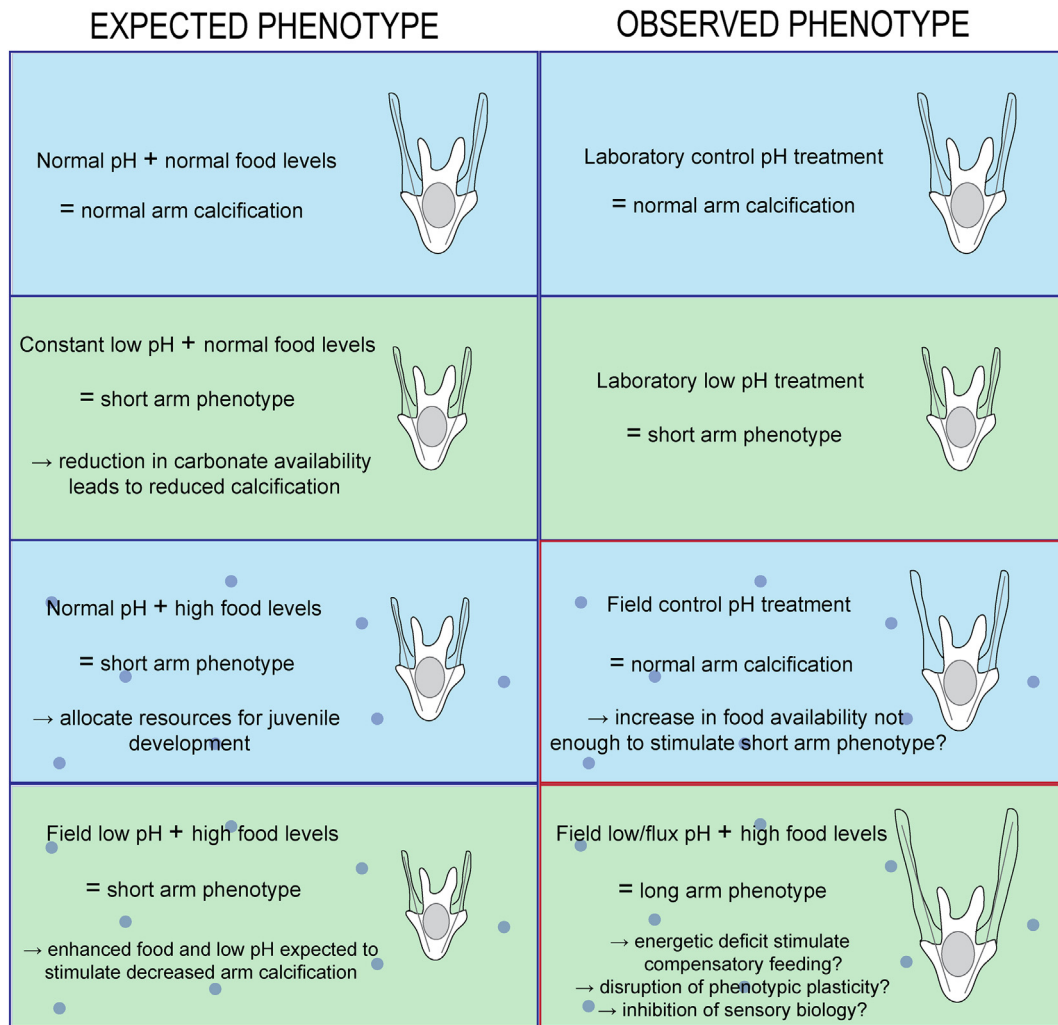 EXPECTED PHENOTYPE
OBSERVED PHENOTYPE
Normal pH + normal food levels
= normal arm calcification
Laboratory control pH treatment
= normal arm calcification
Constant low pH + normal food levels
= short arm phenotype
→ reduction in carbonate availability
leads to reduced calcification
Laboratory low pH treatment
= short arm phenotype
Normal pH + high food levels
= short arm phenotype
→ allocate resources for juvenile
development
Field control pH treatment
= normal arm calcification
→ increase in food availability not
enough to stimulate short arm phenotype?
Field low pH + high food levels
= short arm phenotype
→ enhanced food and low pH expected to
stimulate decreased arm calcification
Field low/flux pH + high food levels
= long arm phenotype
→ energetic deficit stimulate
compensatory feeding?
→ disruption of phenotypic plasticity?
→ inhibition of sensory biology?